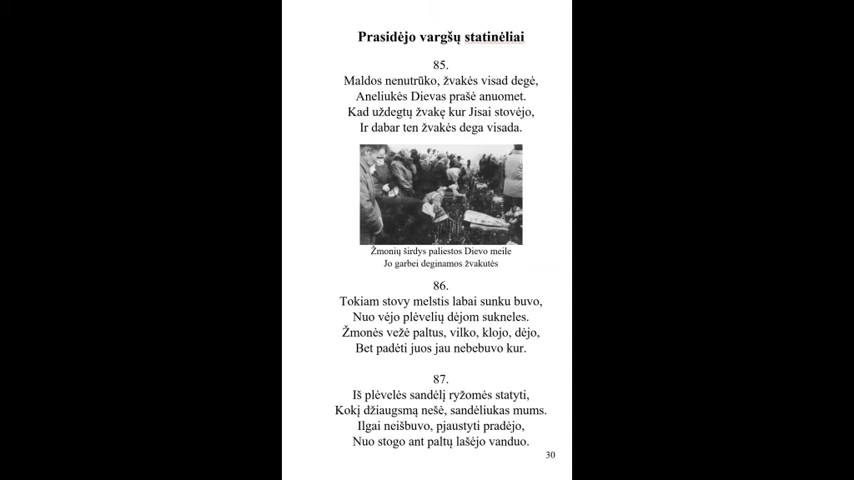 Prasidėjo vargšų statinėliai
85.
Maldos nenutrūko, žvakės visad degė,
Aneliukės Dievas prašė anuomet.
Kad uždegtų žvakę kur Jisai stovėjo,
Ir dabar ten žvakės dega visada.
Žmonių širdys paliestos Dievo meile
Jo garbei deginamos žvakutės
86.
Tokiam stovy melstis labai sunku buvo,
Nuo vėjo plėvelių dėjom sukneles.
Žmonės vežė paltus, vilko, klojo, dėjo,
Bet padėti juos jau nebebuvo kur.
87.
Iš plėvelės sandėlį ryžomės statyti,
Kokį džiaugsmą nešė, sandėliukas mums.
Ilgai neišbuvo, pjaustyti pradėjo,
Nuo stogo ant paltų lašėjo vanduo.
30